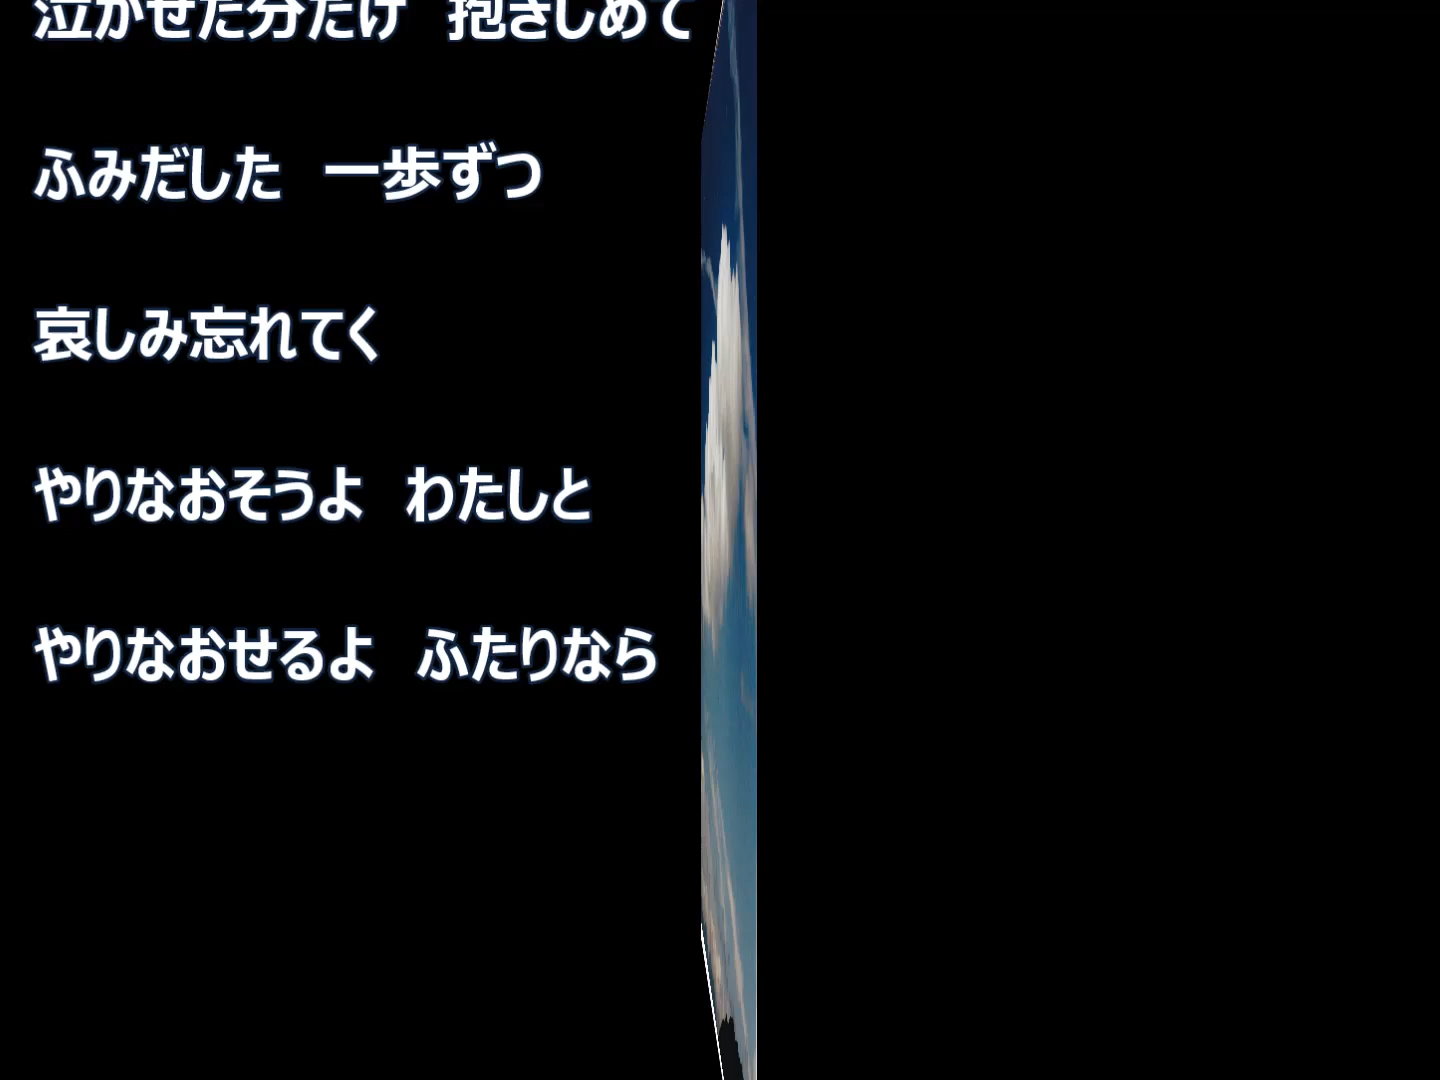 泣かせた分だけ　抱きしめて
ふみだした　一歩ずつ
哀しみ忘れてく
やりなおそうよ　わたしと
やりなおせるよ　ふたりなら